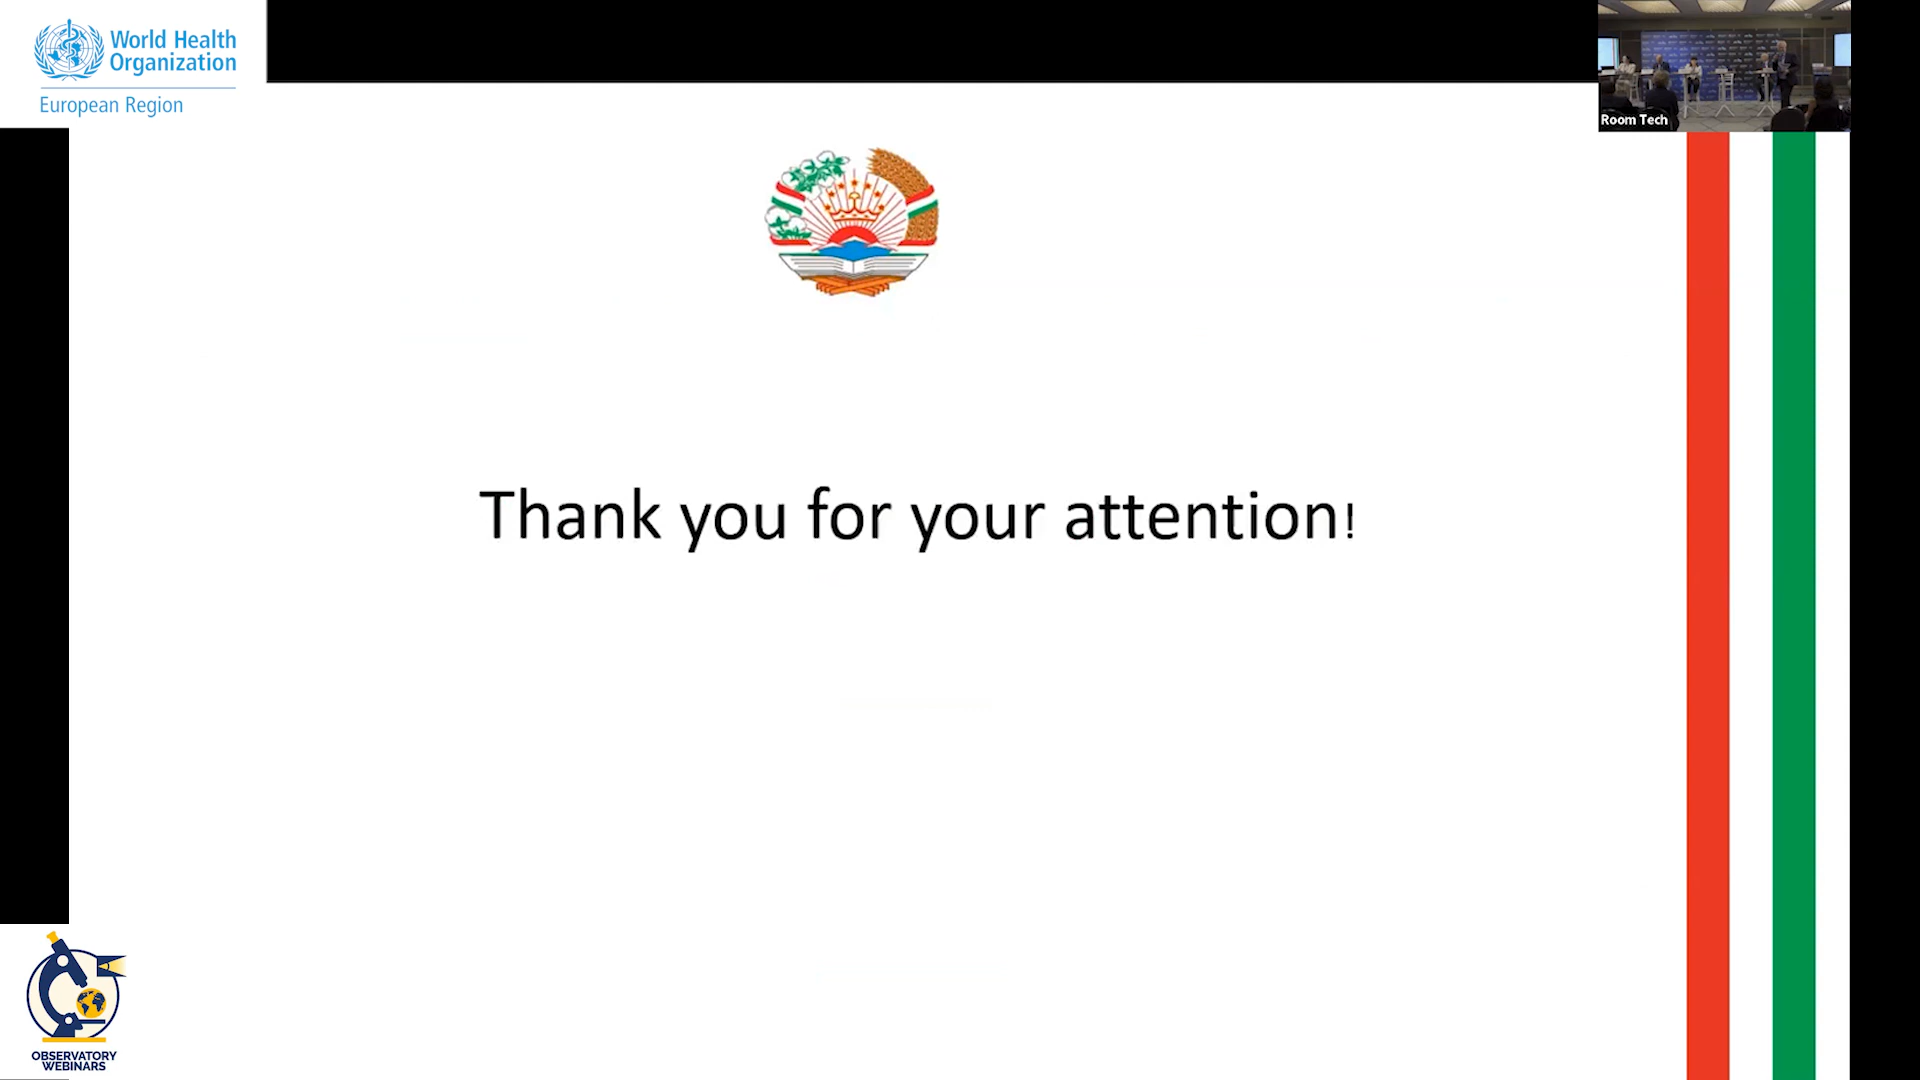 World Health
Organization
European Region
Room Tech
Thank you for your attention!
OBSERVATORY
WEBINARS